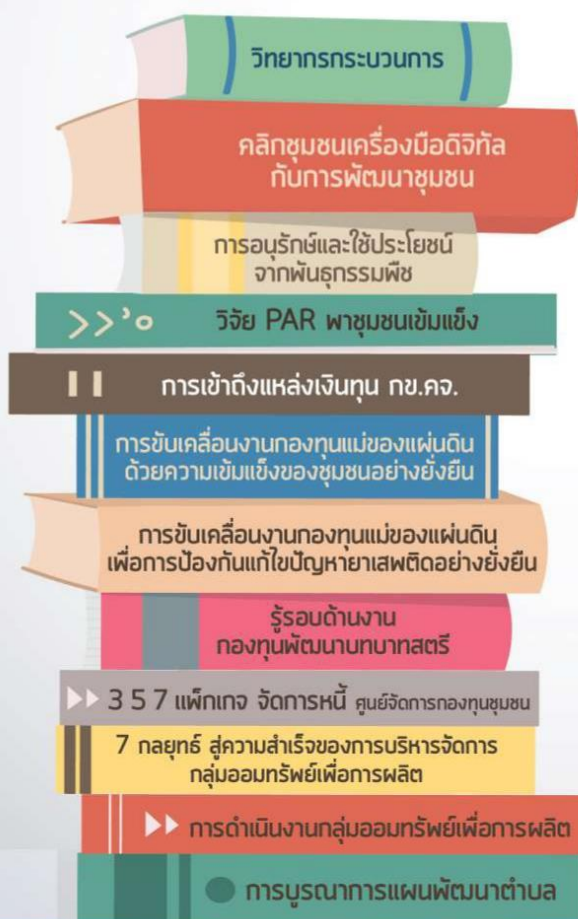 วิทยากรกระบวนการ
คลิกชุมชนเครื่องมือดิจิทัล
กับการพัฒนาชุมชน
การอนุรักษ์และใช้ประโยชน์
จากพันธุกรรมพืช
>>'o วิจัย PAR พาชุมชนเข้มแข็ง
การเข้าถึงแหล่งเงินทุน กข.คจ.
การขับเคลื่อนงานกองทุนแม่ของแผ่นดิน
ด้วยความเข้มแข็งของชุมชนอย่างยั่งยืน
การขับเคลื่อนงานกองทุนแม่ของแผ่นดิน
เพื่อการป้องกันแก้ไขปัญหายาเสพติดอย่างยั่งยืน
รู้รอบด้านงาน
กองทุนพัฒนาบทบาทสตรี
3 5 7 แพ็กเกจ จัดการหนี้ ศูนย์จัดการกองทุนชุมชน
7 กลยุทธ์ สู่ความสำเร็จของการบริหารจัดการ
กลุ่มออมทรัพย์เพื่อการผลิต
การดำเนินงานกลุ่มออมทรัพย์เพื่อการผลิต
การบูรณาการแผนพัฒนาตำบล